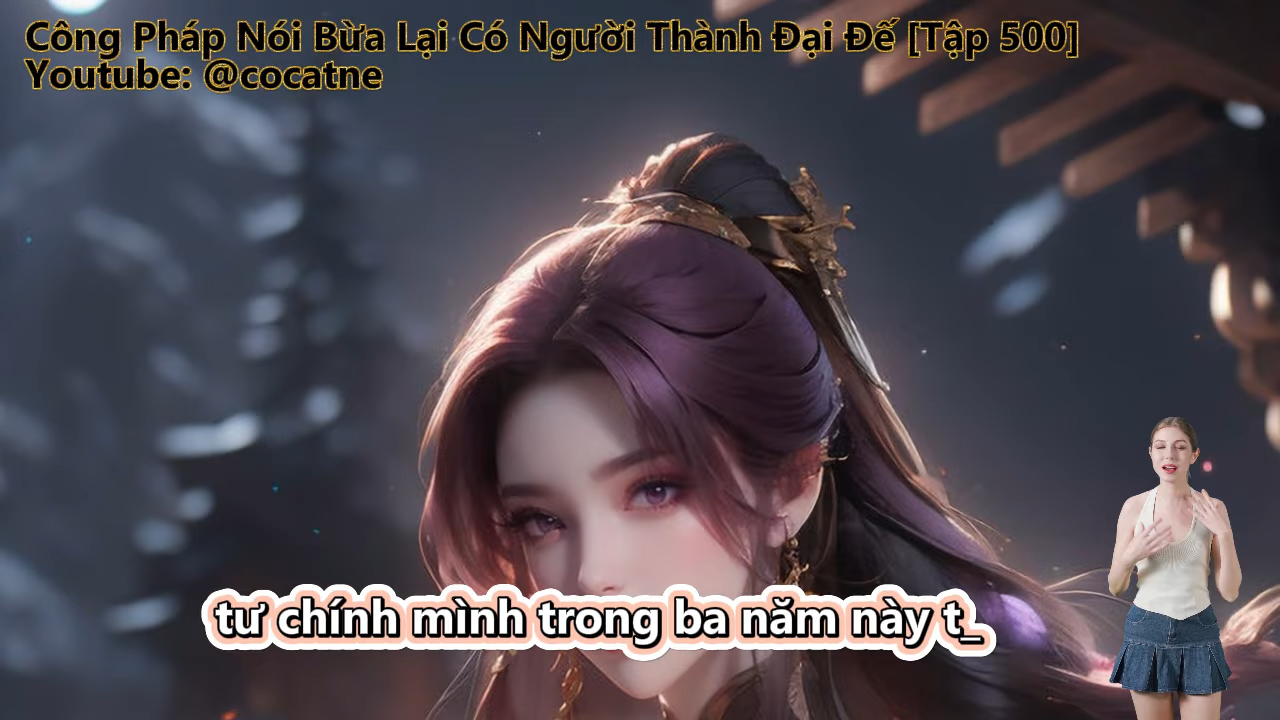 Công Pháp Nói Bừa Lại Có Người Thành Đại Đế [Tập 500]
Youtube: @cocatne
tư chính mình trong ba năm này t_